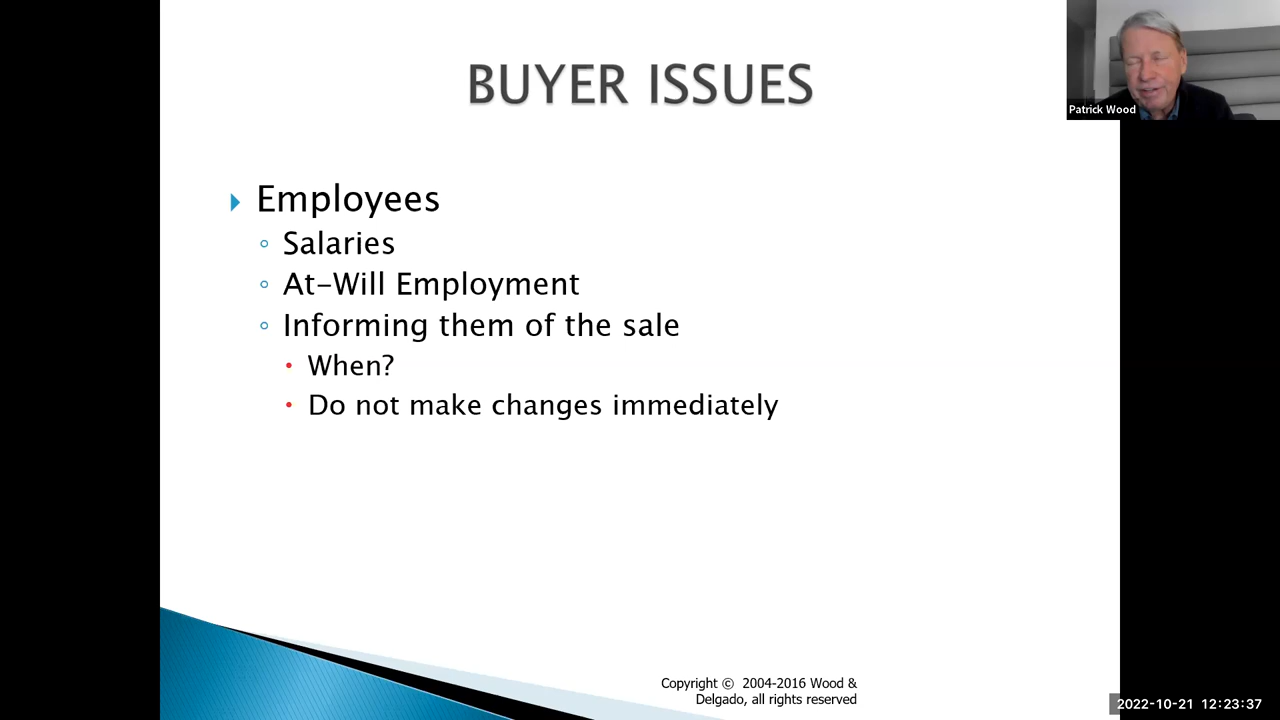 BUYER ISSUES
Patrick Wood
Employees
Salaries
At-Will Employment
Informing them of the sale
When?
Do not make changes immediately
Copyright © 2004-2016 Wood &
Delgado, all rights reserved
2022-10-21 12:23:37